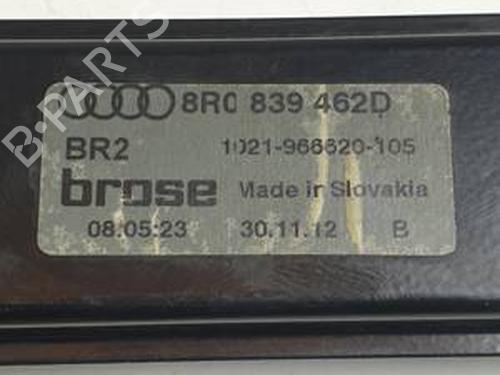 8R0 839 462D
BR2 1021-966620-105
brose Made in Slovakia
08:05:23 30.11.12 B
B-PARTS